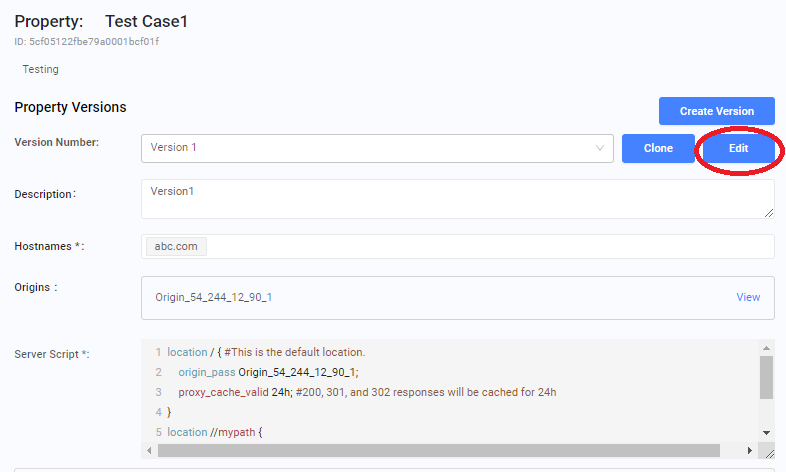 Property: Test Case1
ID: 5cf05122fbe79a0001bcf01f
Testing
Property Versions
Create Version
Version Number:
Version 1
Clone
Edit
Description:
Version1
Hostnames *:
abc.com
Origins :
Origin_54_244_12_90_1
View
Server Script *:
1 location / { #This is the default location.
2 origin_pass Origin_54_244_12_90_1;
3 proxy_cache_valid 24h; #200, 301, and 302 responses will be cached for 24h
4 }
5 location //mypath {